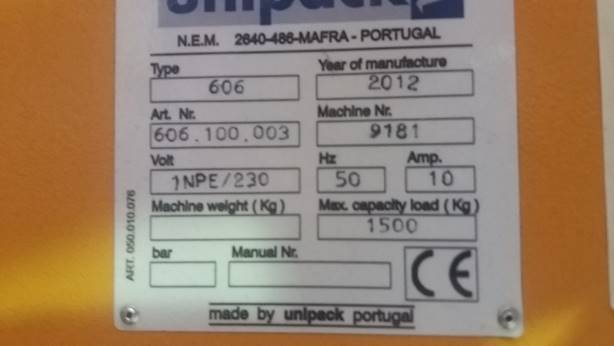 unipack
N.E.M. 2640-486-MAFRA - PORTUGAL
Type
Year of manufacture
606
2012
Art. Nr.
Machine Nr.
606.100.003
9181
Volt
Hz
Amp.
1NPE/230
50
10
Machine weight ( Kg )
Max. capacity load ( Kg )
1500
bar
Manual Nr.
CE
ART. 050.010.076
made by unipack portugal